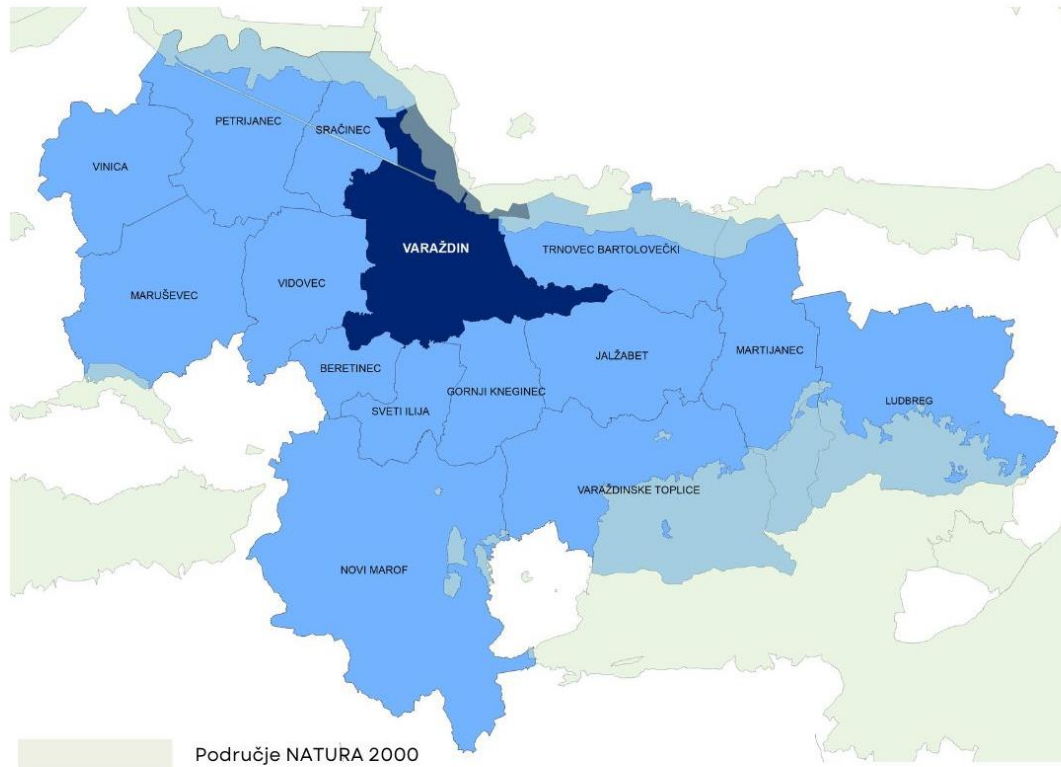 PETRIJANEC
SRAČINEC
VINICA
VARAŽDIN
TRNOVEC BARTOLOVEČKI
VIDOVEC
MARUŠEVEC
JALŽABET
MARTIJANEC
BERETINEC
GORNJI KNEGINEC
LUDBREG
SVETI ILIJA
VARAŽDINSKE TOPLICE
NOVI MAROF
Područje NATURA 2000